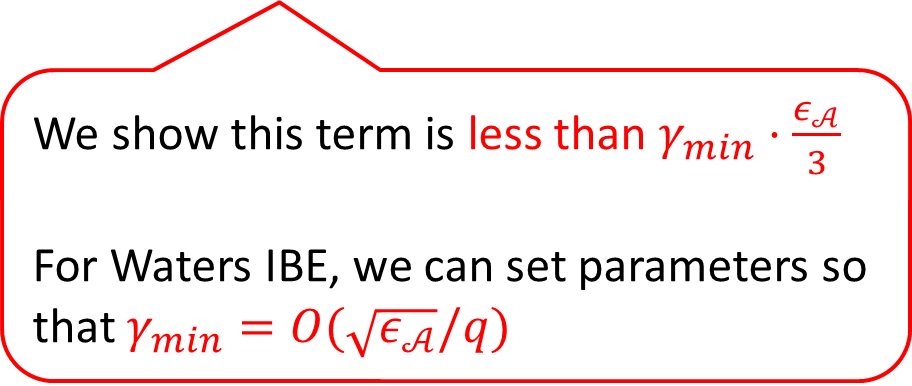 We show this term is less than γ_min · ϵ_𝒜/3
For Waters IBE, we can set parameters so
that γ_min = O(√ϵ_𝒜/q)